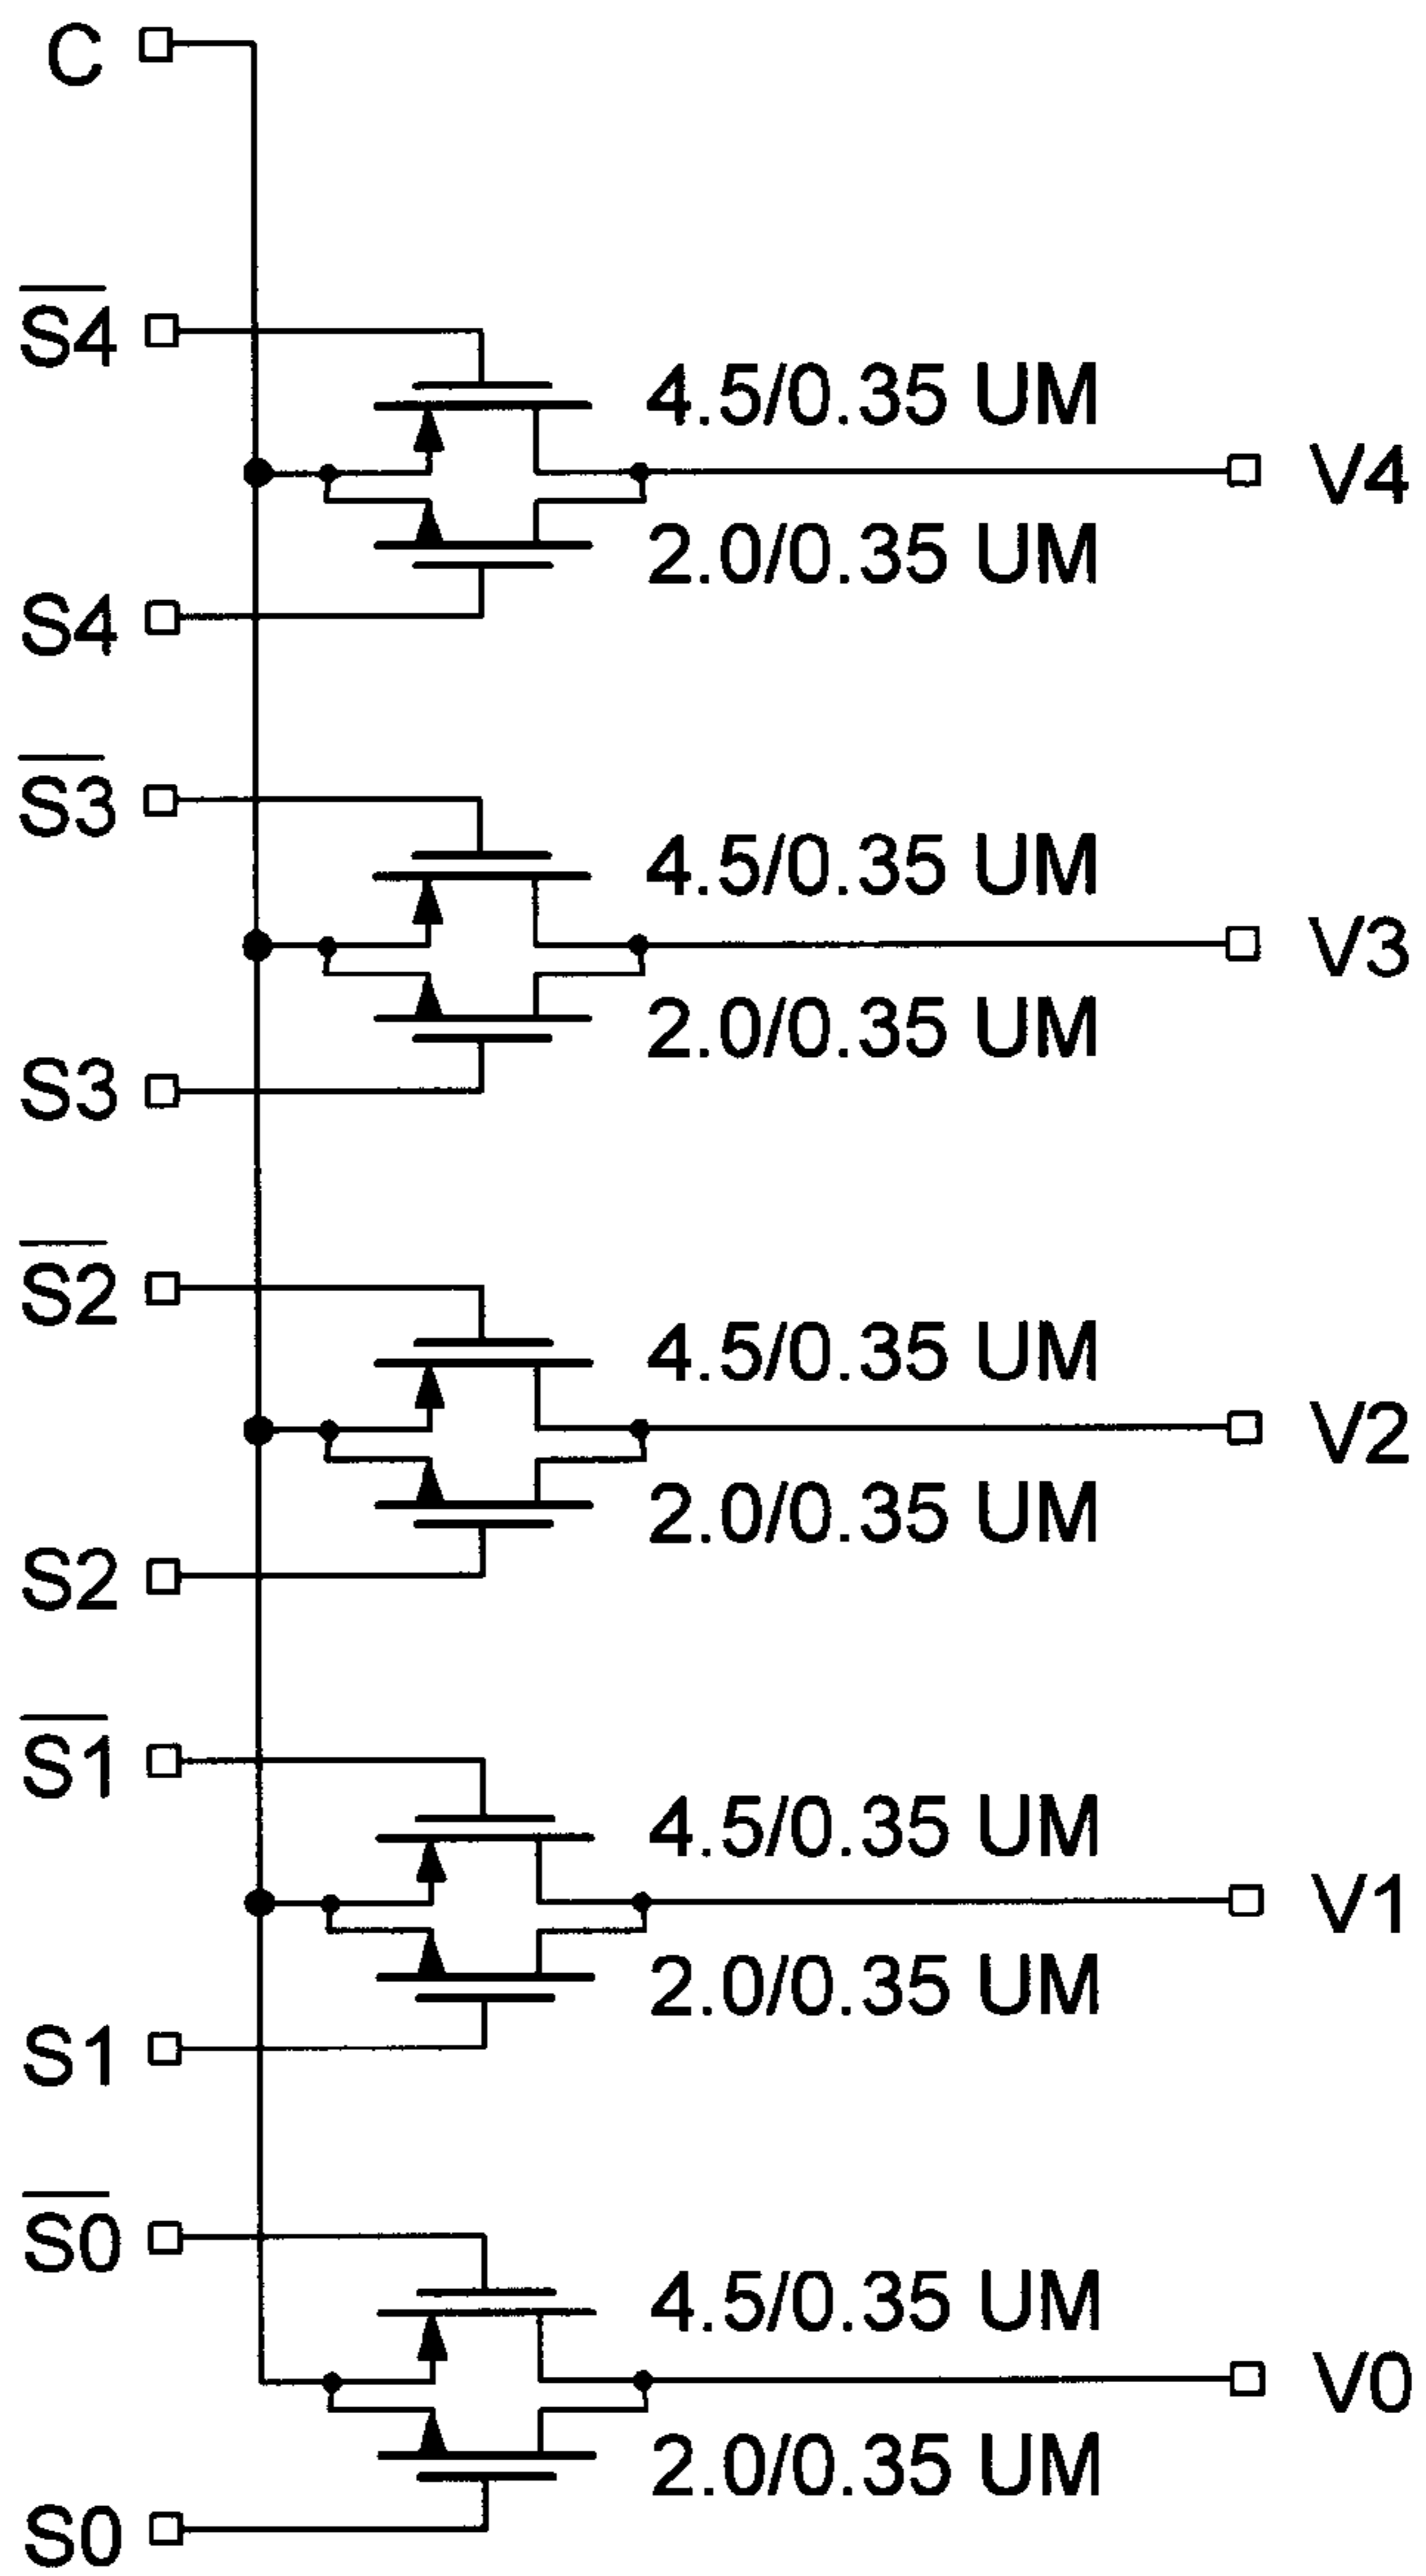 C
S̅4̅
4.5/0.35 UM
V4
2.0/0.35 UM
S4
S̅3̅
4.5/0.35 UM
V3
2.0/0.35 UM
S3
S̅2̅
4.5/0.35 UM
V2
2.0/0.35 UM
S2
S̅1̅
4.5/0.35 UM
V1
2.0/0.35 UM
S1
S̅0̅
4.5/0.35 UM
V0
2.0/0.35 UM
S0